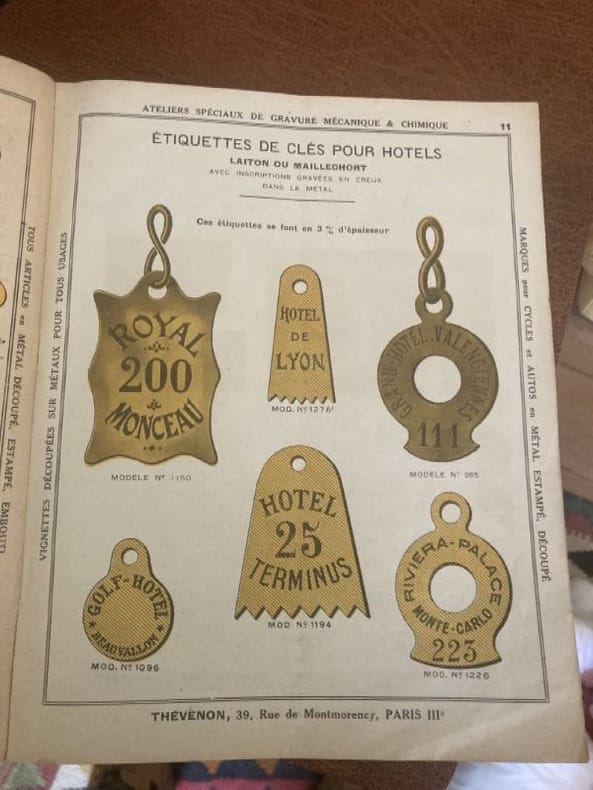 ATELIERS SPÉCIAUX DE GRAVURE MÉCANIQUE & CHIMIQUE
11
ÉTIQUETTES DE CLÉS POUR HOTELS
LAITON OU MAILLECHORT
AVEC INSCRIPTIONS GRAVÉES EN CREUX
DANS LE MÉTAL
Ces étiquettes se font en 3 m/m d'épaisseur
TOUS ARTICLES en MÉTAL DÉCOUPÉ, ESTAMPÉ, EMBOUTI
VIGNETTES DÉCOUPÉES SUR MÉTAUX POUR TOUS USAGES
MARQUES pour CYCLES et AUTOS en MÉTAL ESTAMPÉ, DÉCOUPÉ
ROYAL
200
MONCEAU
MODÈLE Nº 1150
HOTEL
DE
LYON
MOD. Nº 1276
GRAND-HOTEL.VALENCIENNES
111
MODÈLE Nº 985
GOLF-HOTEL
BEAUVALLON
MOD. Nº 1096
HOTEL
25
TERMINUS
MOD. Nº 1194
RIVIERA-PALACE
MONTE-CARLO
223
MOD. Nº 1226
THÉVENON, 39, Rue de Montmorency, PARIS IIIe